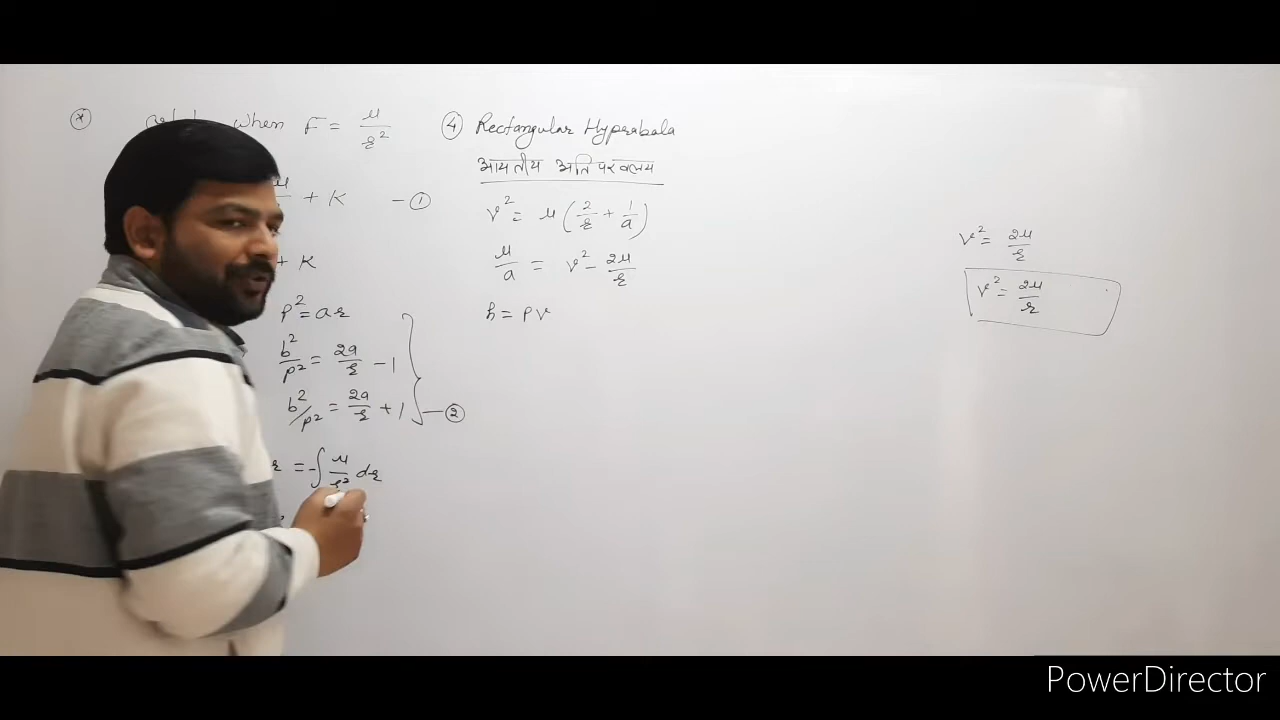 * when F = μ/r²
μ + K - ①
+ K
p² = ar
b²/p² = 2a/r - 1
b²/p² = 2a/r + 1 - ②
r = -∫ μ/r² dr
④ Rectangular Hyprabala
आयतीय अतिपरवलय
v² = μ(2/r + 1/a)
μ/a = v² - 2μ/r
h = pv
v² = 2μ/r
v² = 2μ/r
PowerDirector